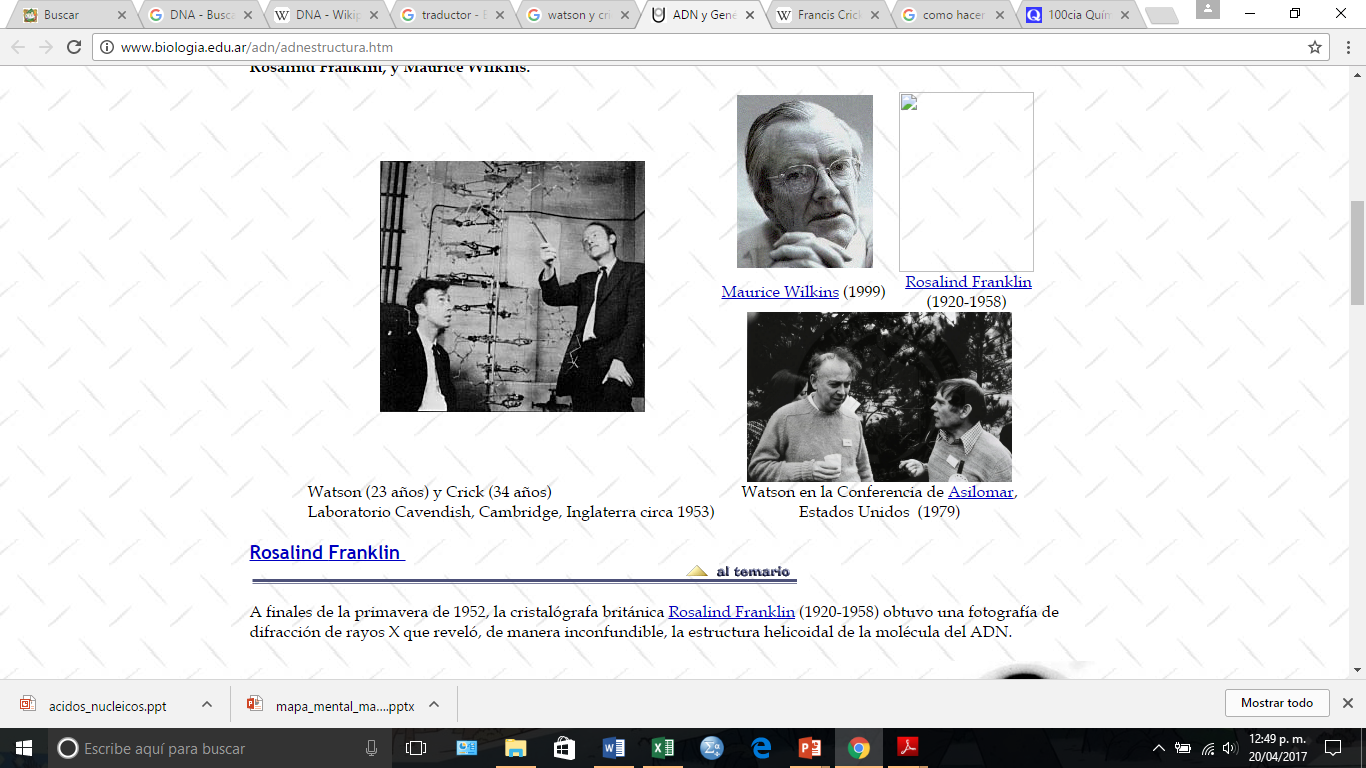 Buscar
DNA - Busc
DNA - Wikip
traductor - B
watson y cri
ADN y Gene
Francis Crick
como hacer
100cia Quím
www.biologia.edu.ar/adn/adnestructura.htm
Rosalind Franklin, y Maurice Wilkins.
Maurice Wilkins (1999)
Rosalind Franklin
(1920-1958)
Watson (23 años) y Crick (34 años)
Laboratorio Cavendish, Cambridge, Inglaterra circa 1953)
Watson en la Conferencia de Asilomar,
Estados Unidos (1979)
Rosalind Franklin
al temario
A finales de la primavera de 1952, la cristalógrafa británica Rosalind Franklin (1920-1958) obtuvo una fotografía de
difracción de rayos X que reveló, de manera inconfundible, la estructura helicoidal de la molécula del ADN.
acidos_nucleicos.ppt
mapa_mental_ma....pptx
Mostrar todo
Escribe aquí para buscar
12:49 p. m.
20/04/2017